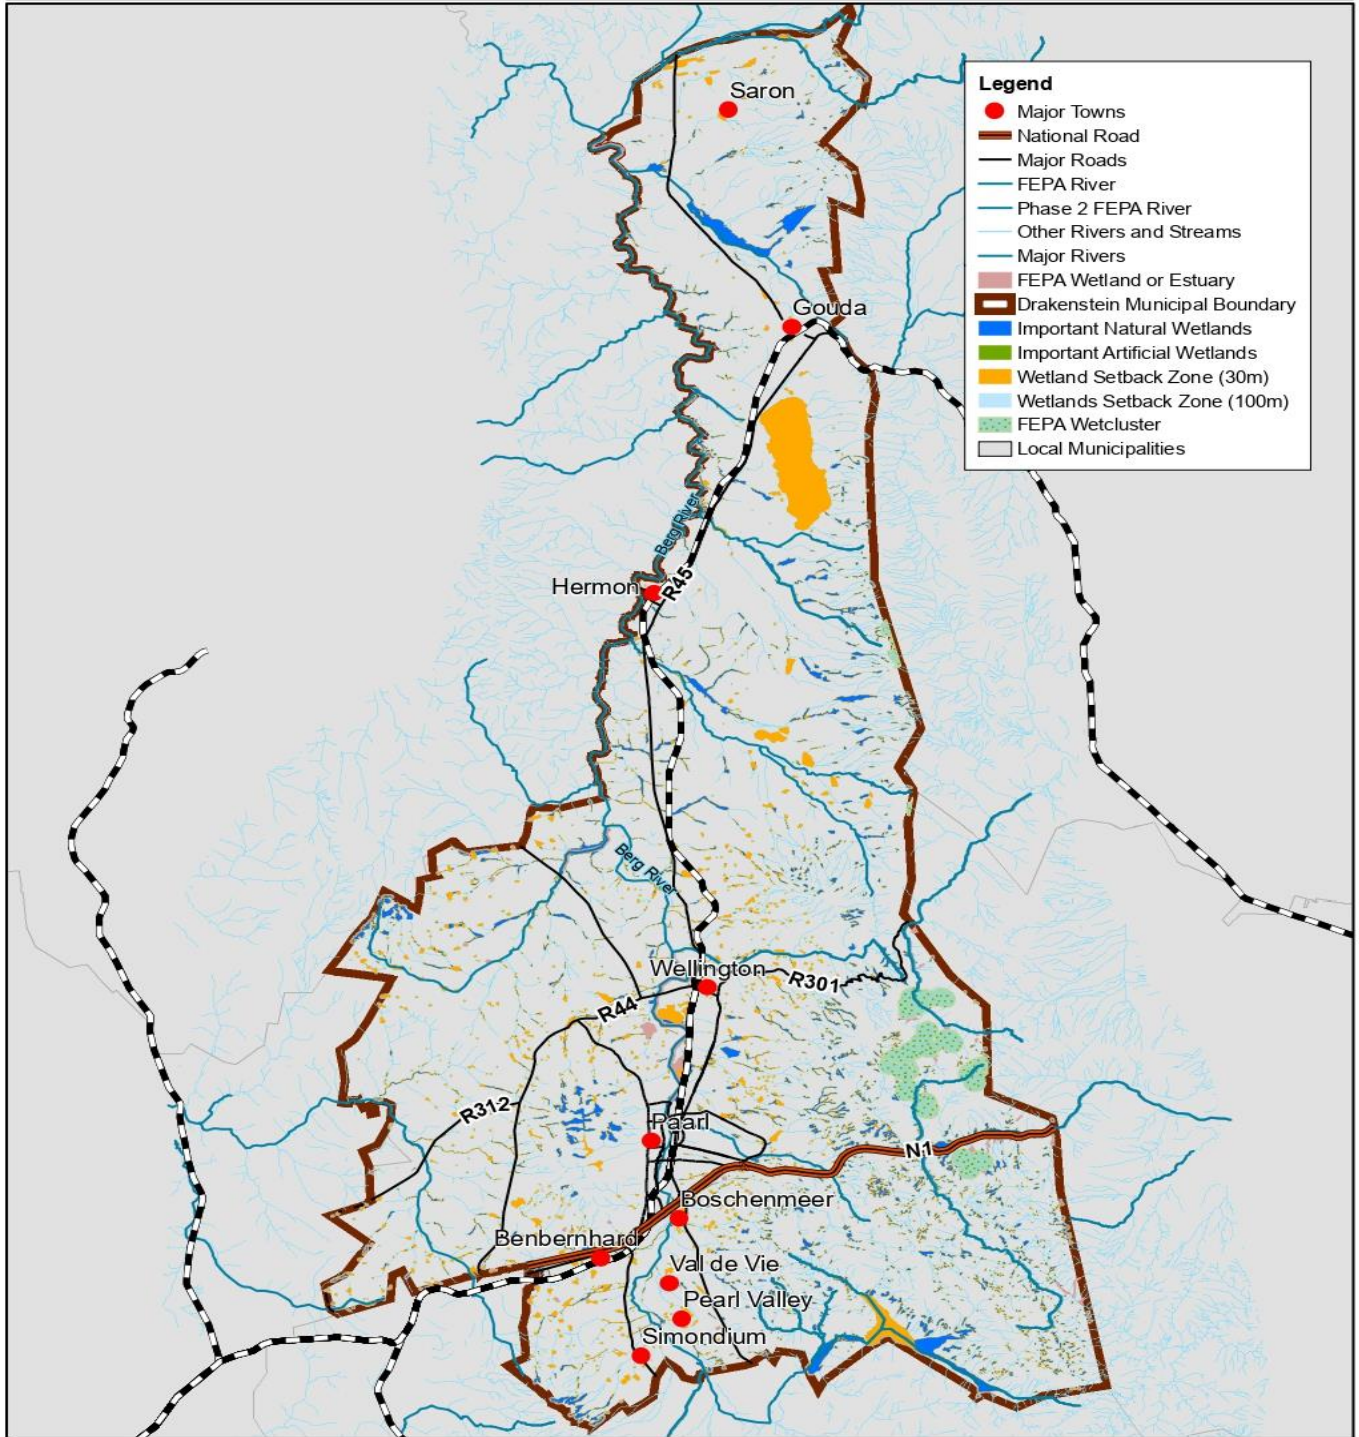 Saron
Legend
Major Towns
National Road
Major Roads
FEPA River
Phase 2 FEPA River
Other Rivers and Streams
Major Rivers
FEPA Wetland or Estuary
Drakenstein Municipal Boundary
Important Natural Wetlands
Important Artificial Wetlands
Wetland Setback Zone (30m)
Wetlands Setback Zone (100m)
FEPA Wetcluster
Local Municipalities
Gouda
Berg River
Hermon
R45
Berg River
Wellington
R301
R44
R312
Paarl
N1
Boschenmeer
Benbernhard
Val de Vie
Pearl Valley
Simondium